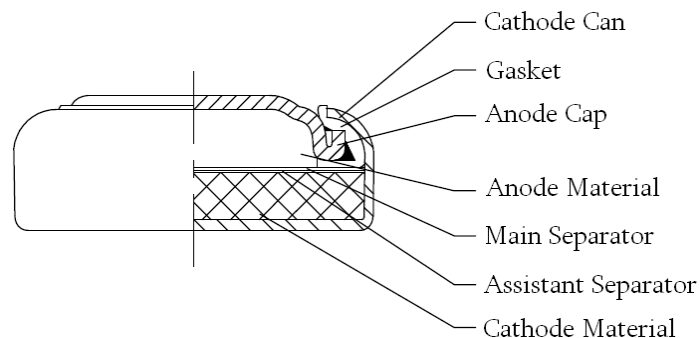 Cathode Can
Gasket
Anode Cap
Anode Material
Main Separator
Assistant Separator
Cathode Material